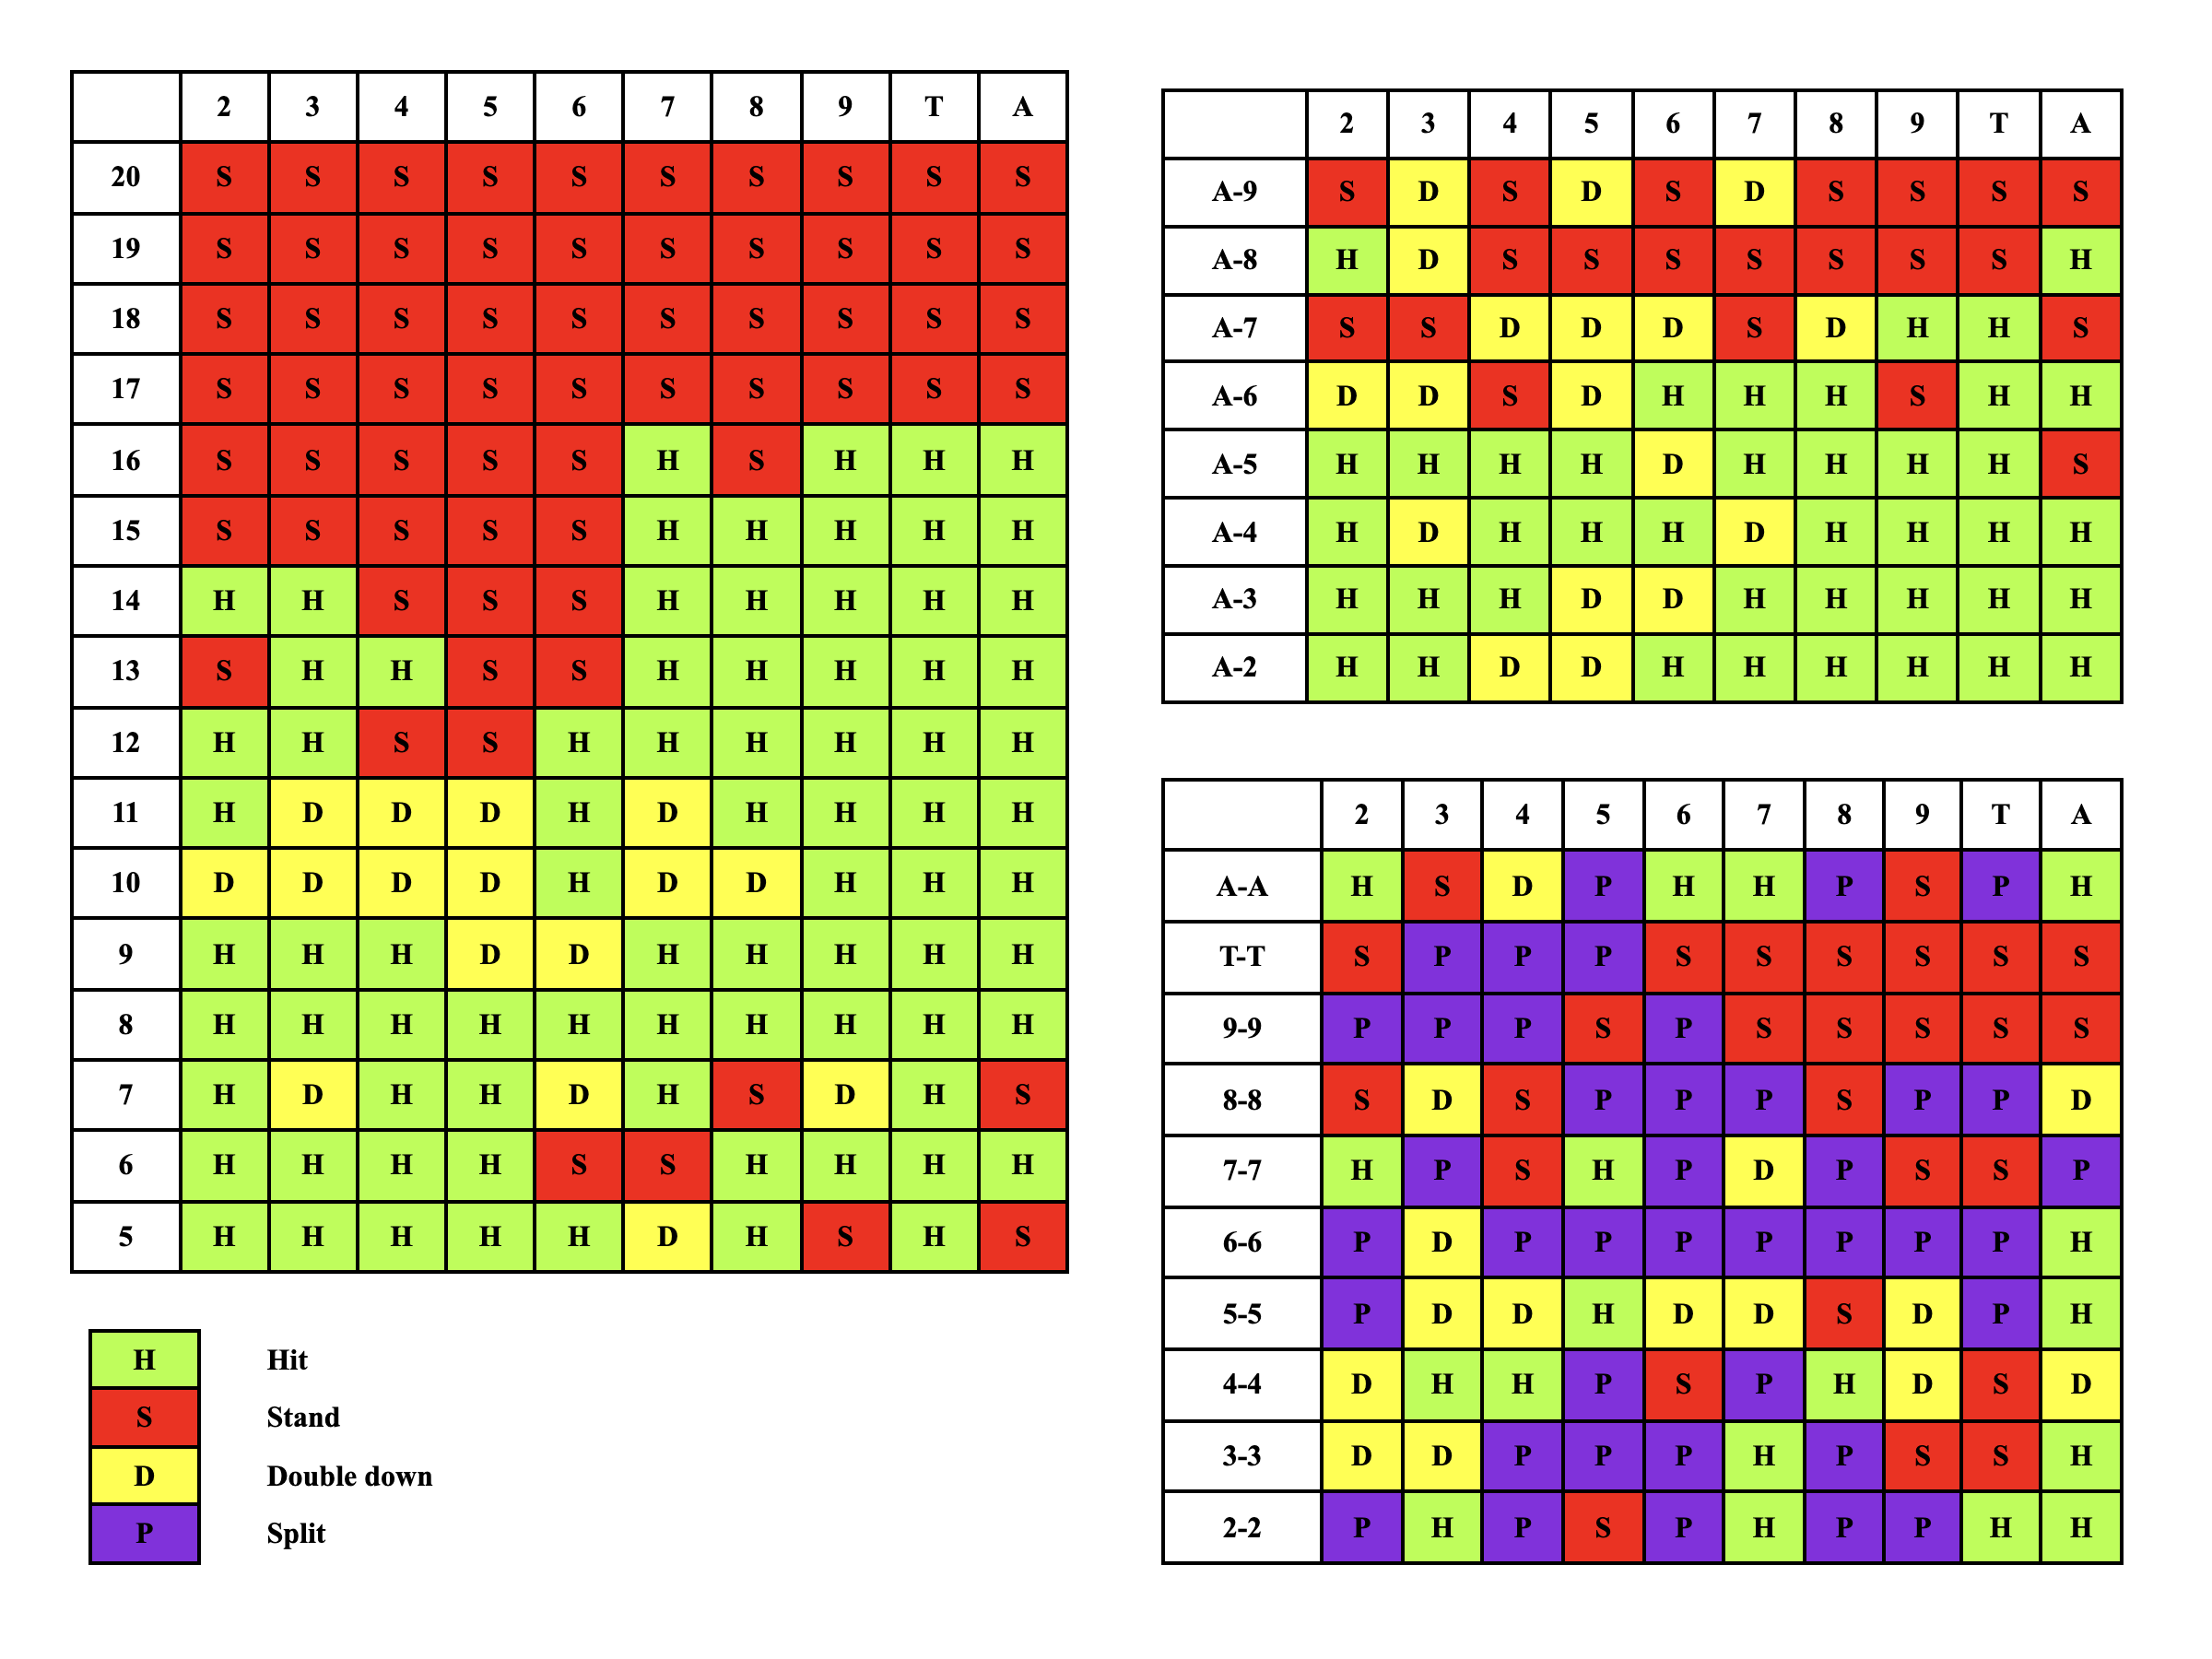 2 3 4 5 6 7 8 9 T A
20 S S S S S S S S S S
19 S S S S S S S S S S
18 S S S S S S S S S S
17 S S S S S S S S S S
16 S S S S S H S H H H
15 S S S S S H H H H H
14 H H S S S H H H H H
13 S H H S S H H H H H
12 H H S S H H H H H H
11 H D D D H D H H H H
10 D D D D H D D H H H
9 H H H D D H H H H H
8 H H H H H H H H H H
7 H D H H D H S D H S
6 H H H H S S H H H H
5 H H H H H D H S H S
H Hit
S Stand
D Double down
P Split
2 3 4 5 6 7 8 9 T A
A-9 S D S D S D S S S S
A-8 H D S S S S S S S H
A-7 S S D D D S D H H S
A-6 D D S D H H H S H H
A-5 H H H H D H H H H S
A-4 H D H H H D H H H H
A-3 H H H D D H H H H H
A-2 H H D D H H H H H H
2 3 4 5 6 7 8 9 T A
A-A H S D P H H P S P H
T-T S P P P S S S S S S
9-9 P P P S P S S S S S
8-8 S D S P P P S P P D
7-7 H P S H P D P S S P
6-6 P D P P P P P P P H
5-5 P D D H D D S D P H
4-4 D H H P S P H D S D
3-3 D D P P P H P S S H
2-2 P H P S P H P P H H